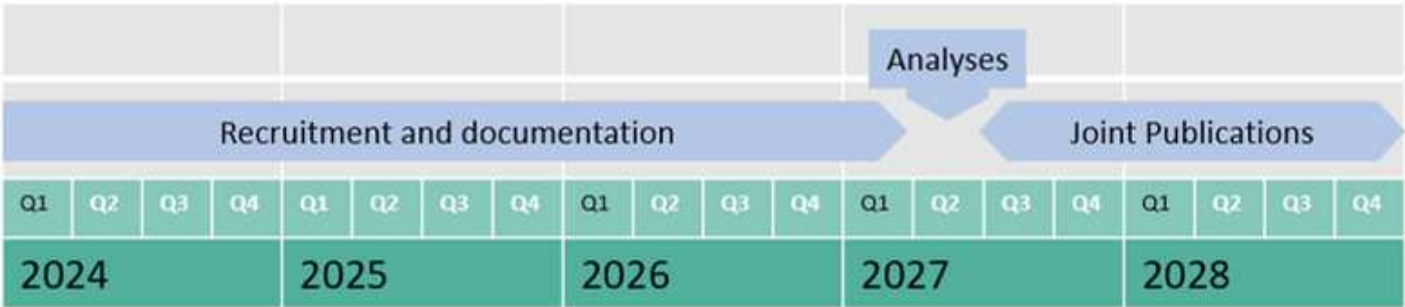 Analyses
Recruitment and documentation Joint Publications
Q1 Q2 Q3 Q4 Q1 Q2 Q3 Q4 Q1 Q2 Q3 Q4 Q1 Q2 Q3 Q4 Q1 Q2 Q3 Q4
2024 2025 2026 2027 2028